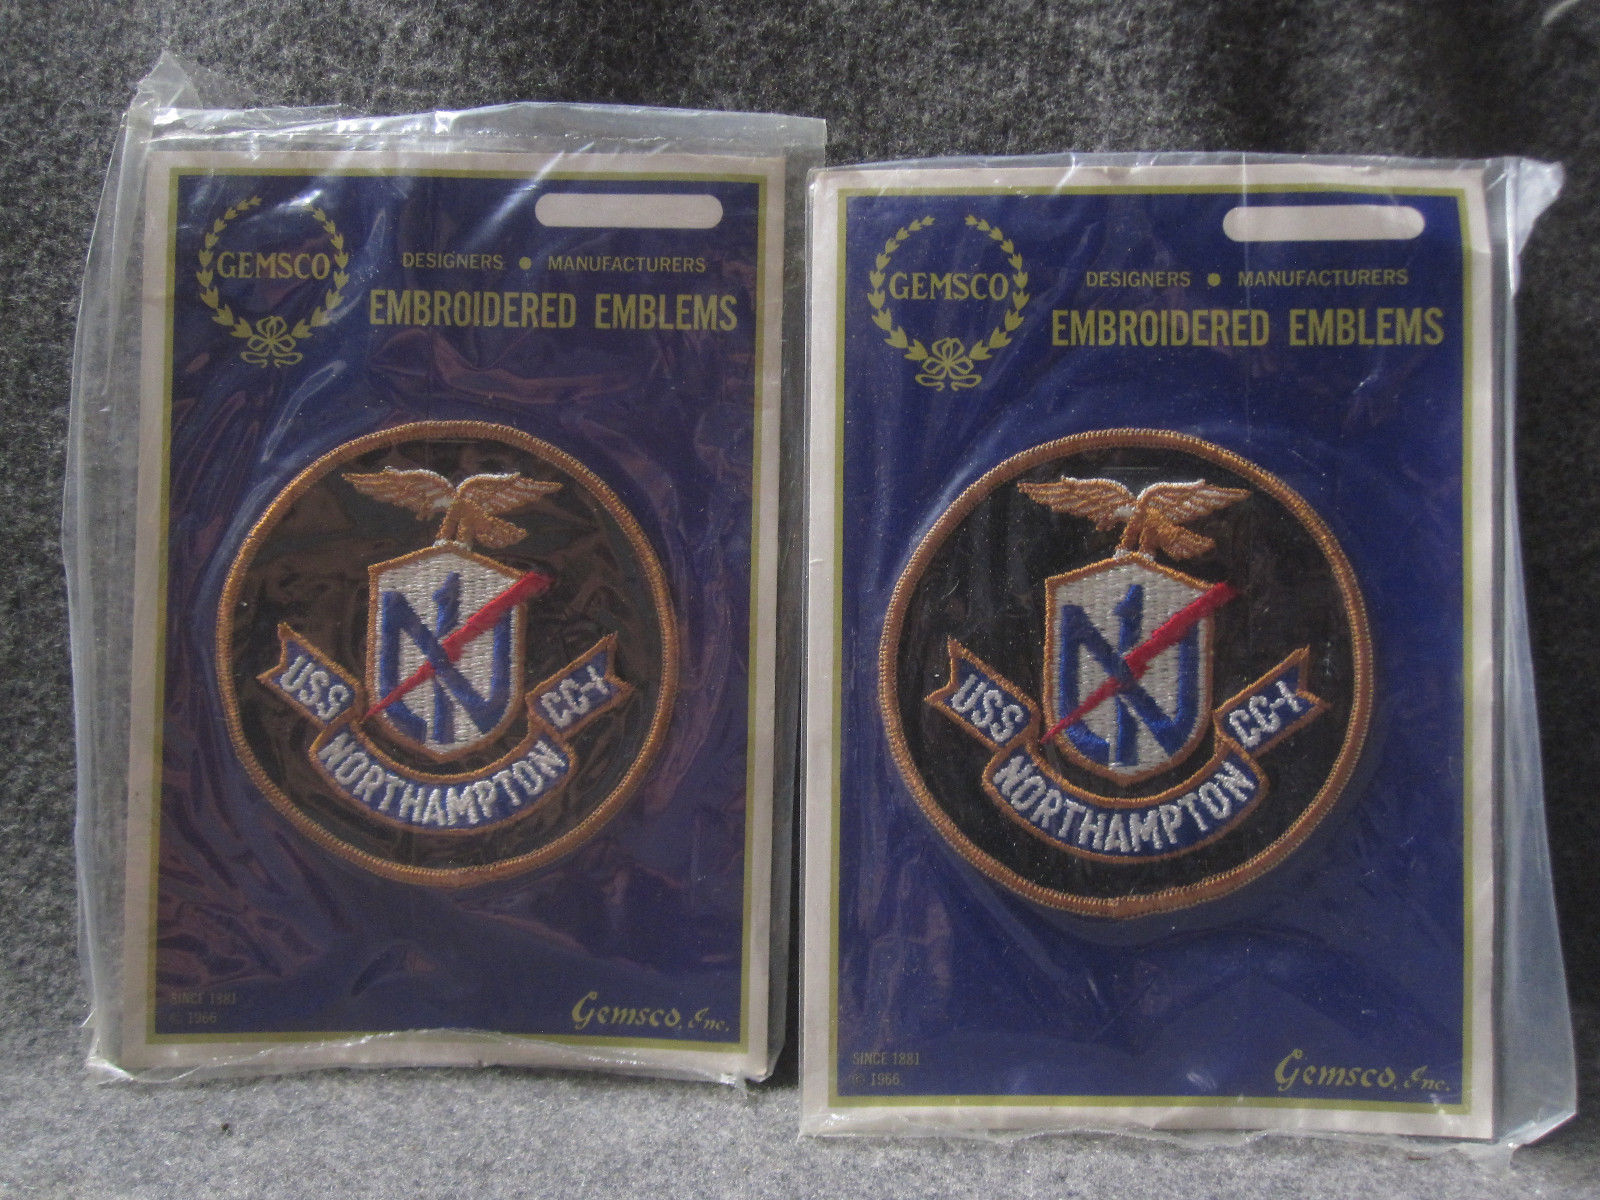 GEMSCO
DESIGNERS ● MANUFACTURERS
EMBROIDERED EMBLEMS
USS
NORTHAMPTON
CC-1
SINCE 1881
© 1966
Gemsco, Inc.
GEMSCO
DESIGNERS ● MANUFACTURERS
EMBROIDERED EMBLEMS
USS
NORTHAMPTON
CC-1
SINCE 1881
© 1966
Gemsco, Inc.